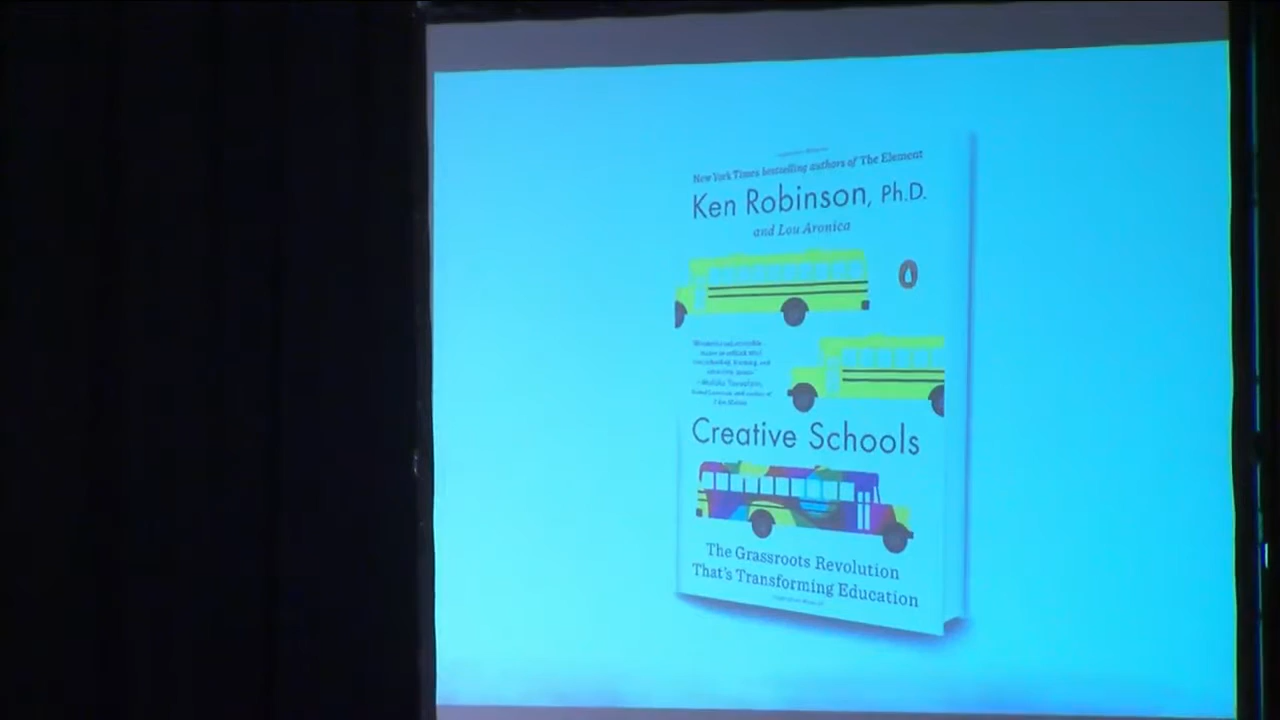 New York Times bestselling authors of The Element
Ken Robinson, Ph.D.
and Lou Aronica
Creative Schools
The Grassroots Revolution
That's Transforming Education